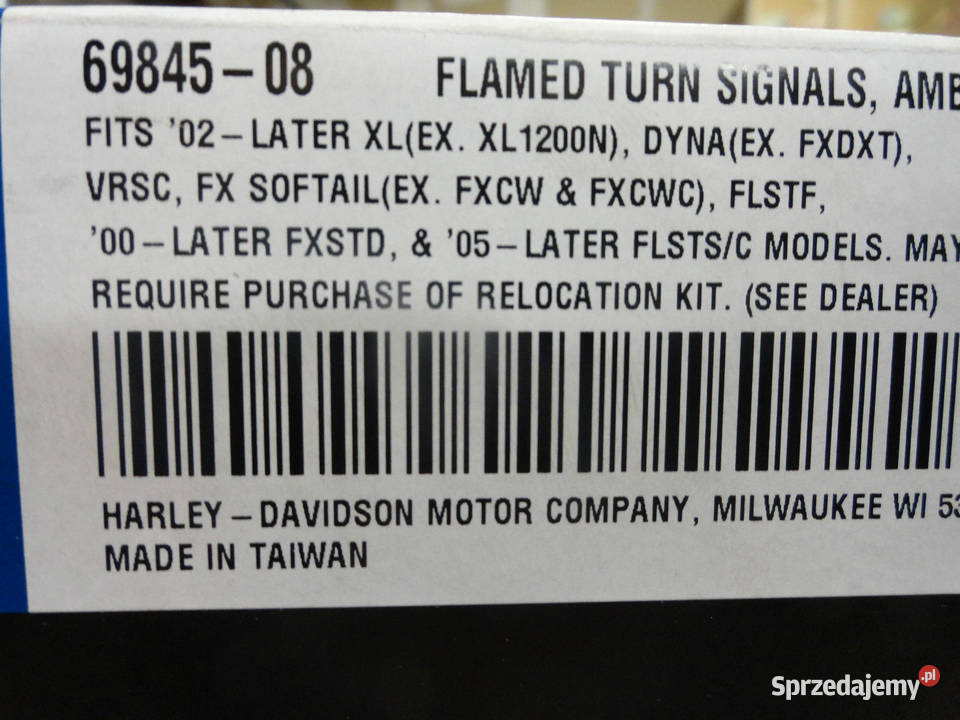 69845-08 FLAMED TURN SIGNALS, AMB
FITS '02-LATER XL(EX. XL1200N), DYNA(EX. FXDXT),
VRSC, FX SOFTAIL(EX. FXCW & FXCWC), FLSTF,
'00-LATER FXSTD, & '05-LATER FLSTS/C MODELS. MAY
REQUIRE PURCHASE OF RELOCATION KIT. (SEE DEALER)
HARLEY-DAVIDSON MOTOR COMPANY, MILWAUKEE WI 53
MADE IN TAIWAN
Sprzedajemy.pl